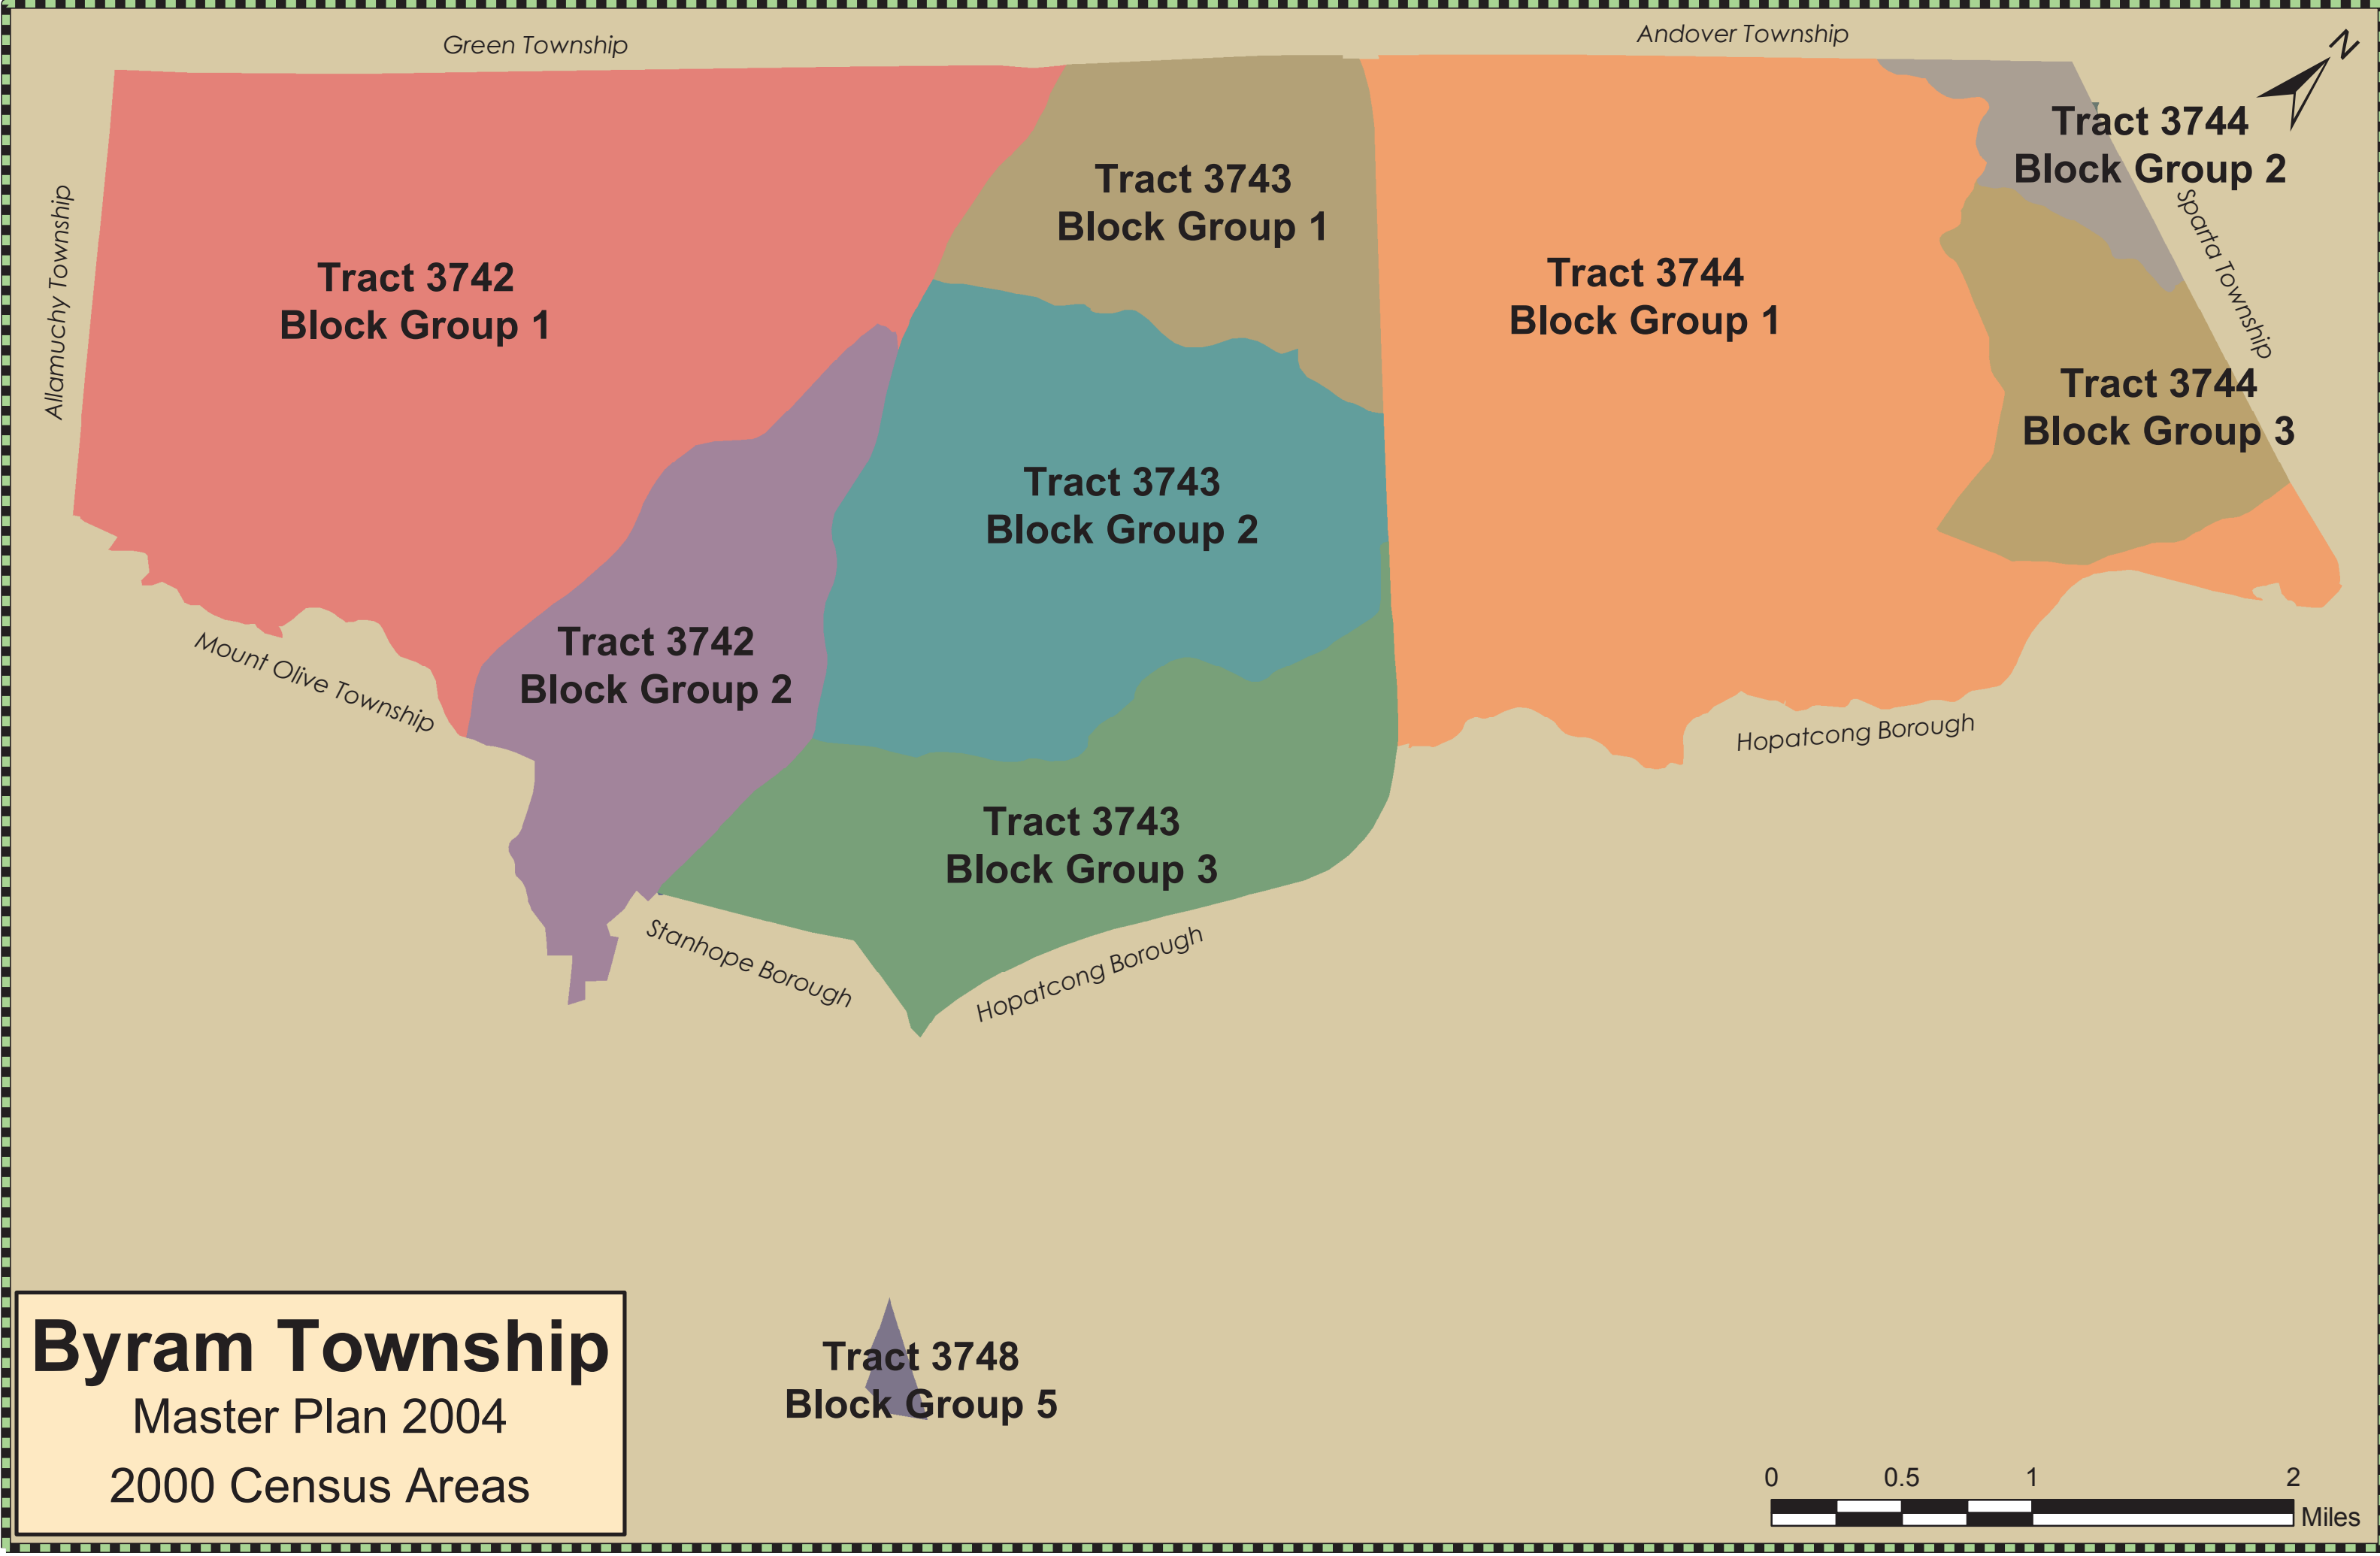 Green Township
Andover Township
N
Allamuchy Township
Tract 3742
Block Group 1
Tract 3743
Block Group 1
Tract 3744
Block Group 1
Tract 3744
Block Group 2
Sparta Township
Tract 3744
Block Group 3
Tract 3743
Block Group 2
Tract 3742
Block Group 2
Mount Olive Township
Hopatcong Borough
Tract 3743
Block Group 3
Stanhope Borough
Hopatcong Borough
Tract 3748
Block Group 5
Byram Township
Master Plan 2004
2000 Census Areas
0 0.5 1 2
Miles